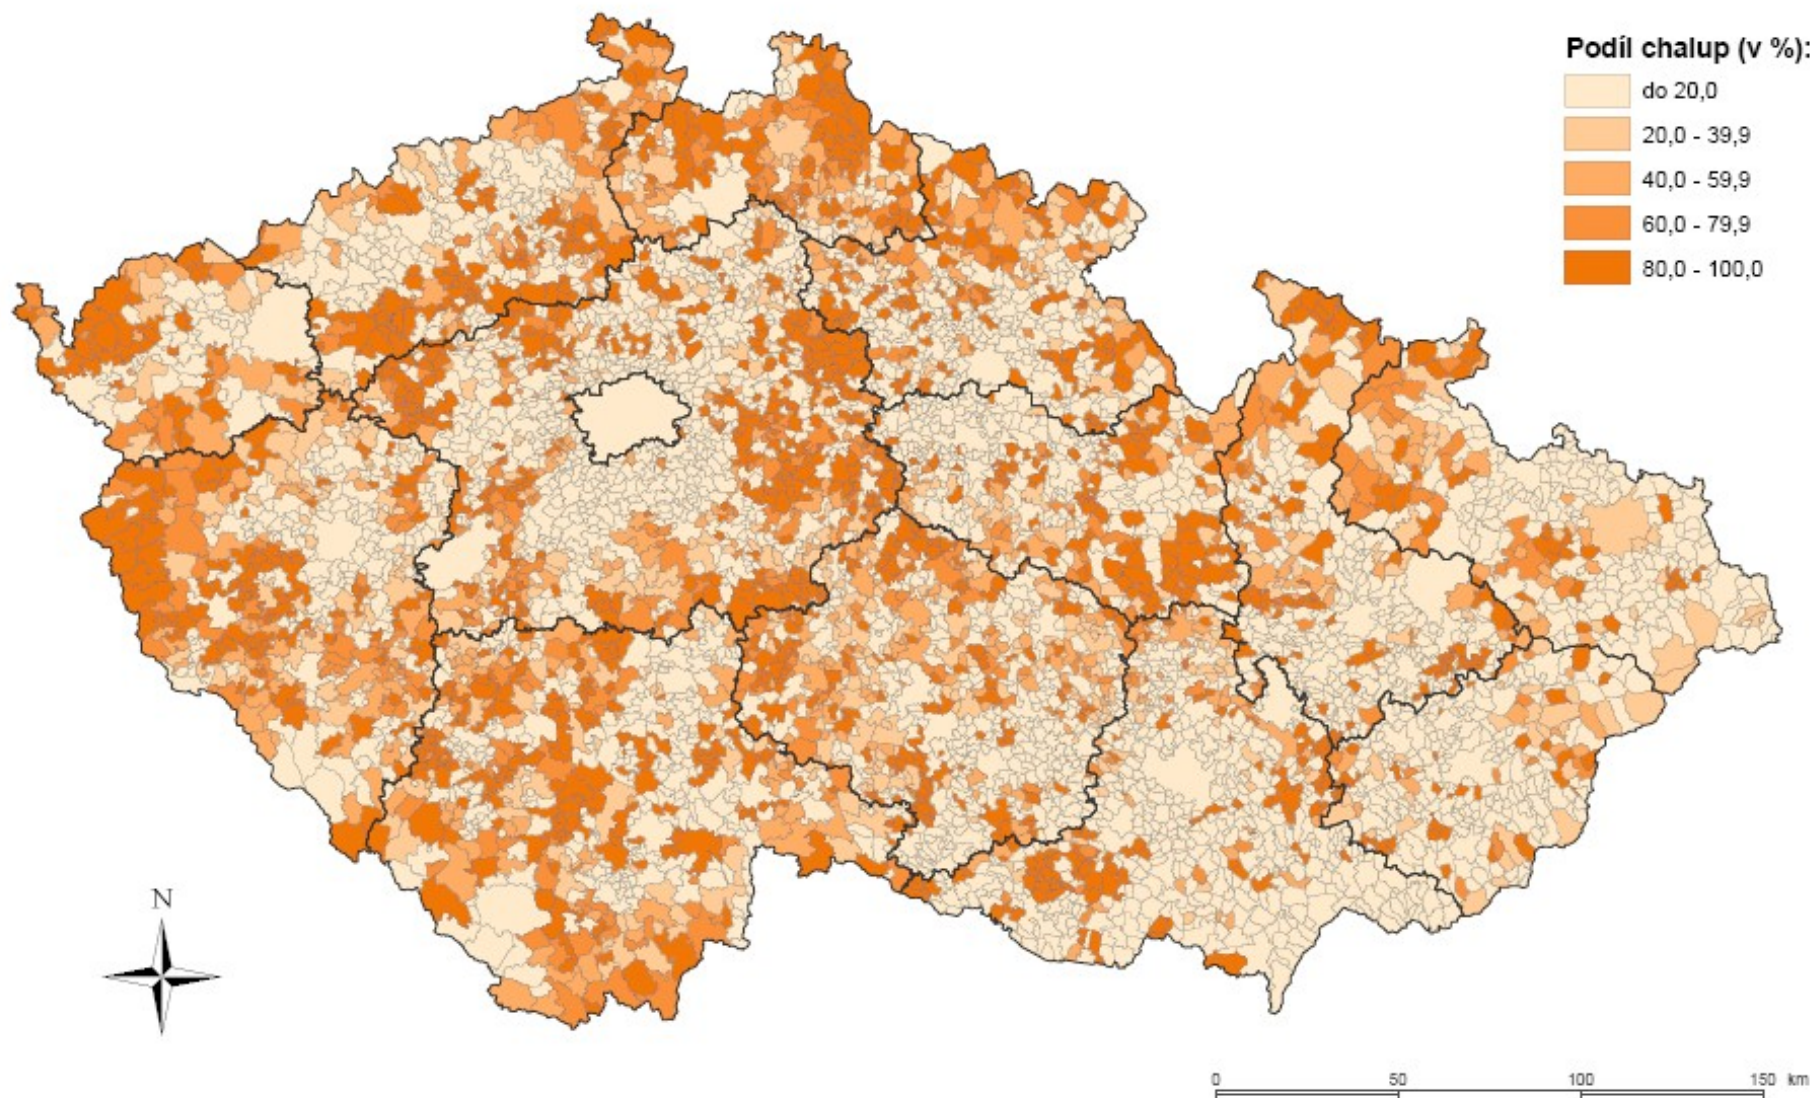 Podíl chalup (v %):
do 20,0
20,0 - 39,9
40,0 - 59,9
60,0 - 79,9
80,0 - 100,0
N
0 50 100 150 km